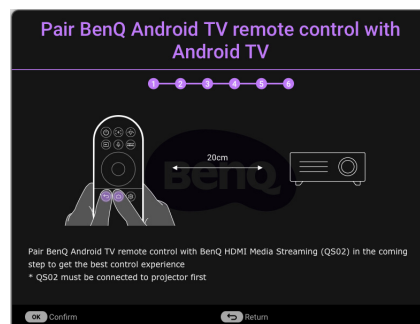 Pair BenQ Android TV remote control with
Android TV
1 2 3 4 5 6
20cm
BenQ
Pair BenQ Android TV remote control with BenQ HDMI Media Streaming (QS02) in the coming
step to get the best control experience
* QS02 must be connected to projector first
OK Confirm
Return